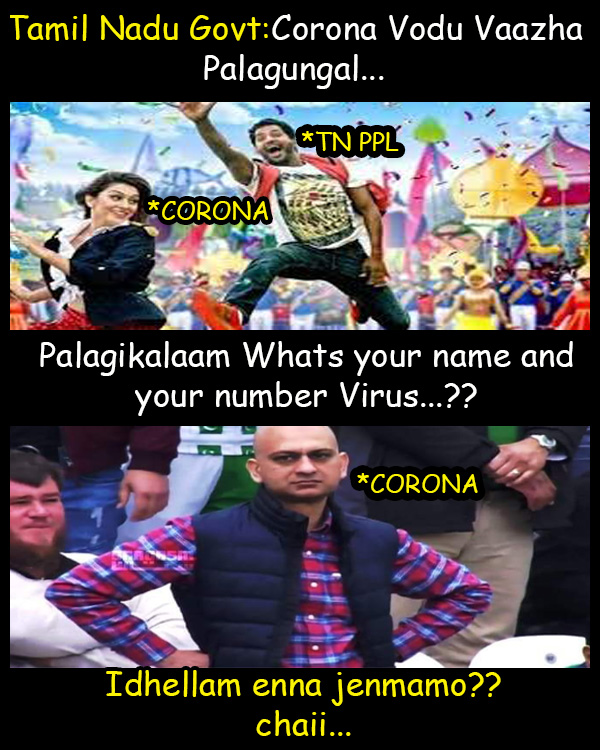 Tamil Nadu Govt:Corona Vodu Vaazha
Palagungal...
*TN PPL
*CORONA
Palagikalaam Whats your name and
your number Virus...??
*CORONA
Idhellam enna jenmamo??
chaii...